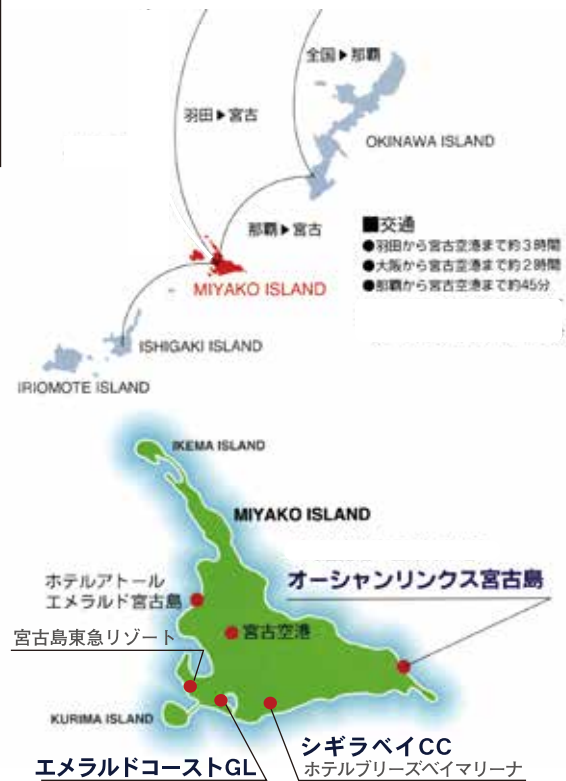 全国▶那覇
羽田▶宮古
OKINAWA ISLAND
那覇▶宮古
■交通
●羽田から宮古空港まで約3時間
●大阪から宮古空港まで約2時間
●那覇から宮古空港まで約45分
MIYAKO ISLAND
ISHIGAKI ISLAND
IRIOMOTE ISLAND
IKEMA ISLAND
MIYAKO ISLAND
ホテルアトール
エメラルド宮古島
オーシャンリンクス宮古島
宮古空港
宮古島東急リゾート
KURIMA ISLAND
エメラルドコーストGL
シギラベイCC
ホテルブリーズベイマリーナ